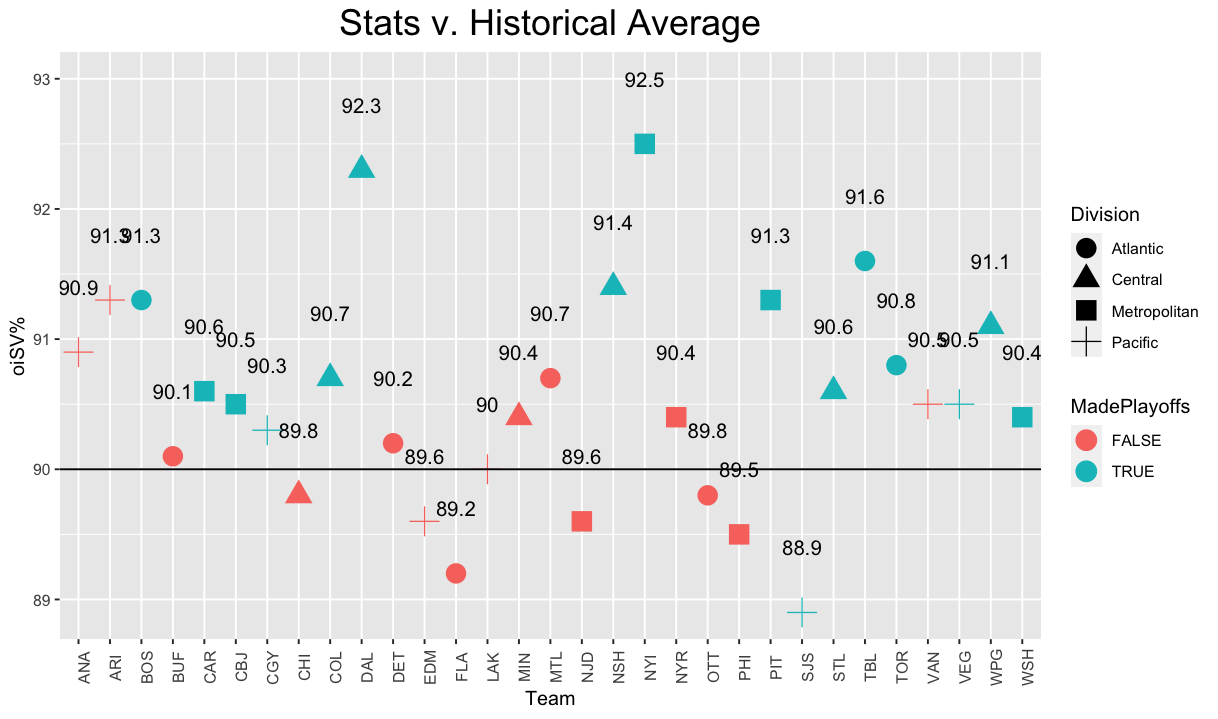 Stats v. Historical Average
oiSV%
93
92
91
90
89
90.9
91.3
91.3
90.1
90.6
90.5
90.3
89.8
90.7
92.3
90.2
89.6
89.2
90
90.4
90.7
89.6
91.4
92.5
90.4
89.8
89.5
91.3
88.9
90.6
91.6
90.8
90.5
90.5
91.1
90.4
ANA
ARI
BOS
BUF
CAR
CBJ
CGY
CHI
COL
DAL
DET
EDM
FLA
LAK
MIN
MTL
NJD
NSH
NYI
NYR
OTT
PHI
PIT
SJS
STL
TBL
TOR
VAN
VEG
WPG
WSH
Team
Division
Atlantic
Central
Metropolitan
Pacific
MadePlayoffs
FALSE
TRUE